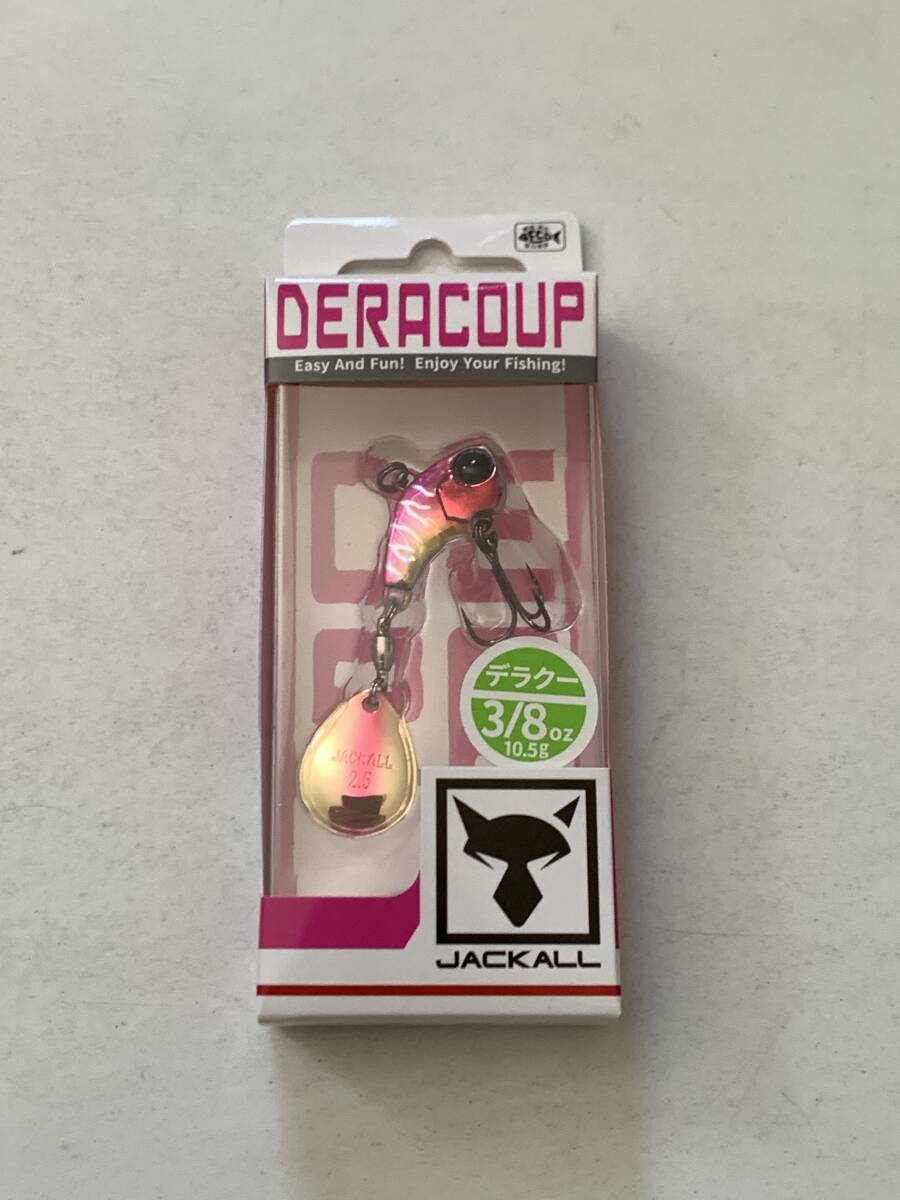 DERACOUP
Easy And Fun! Enjoy Your Fishing!
デラクー
3/8oz
10.5g
JACKALL
2.5
JACKALL